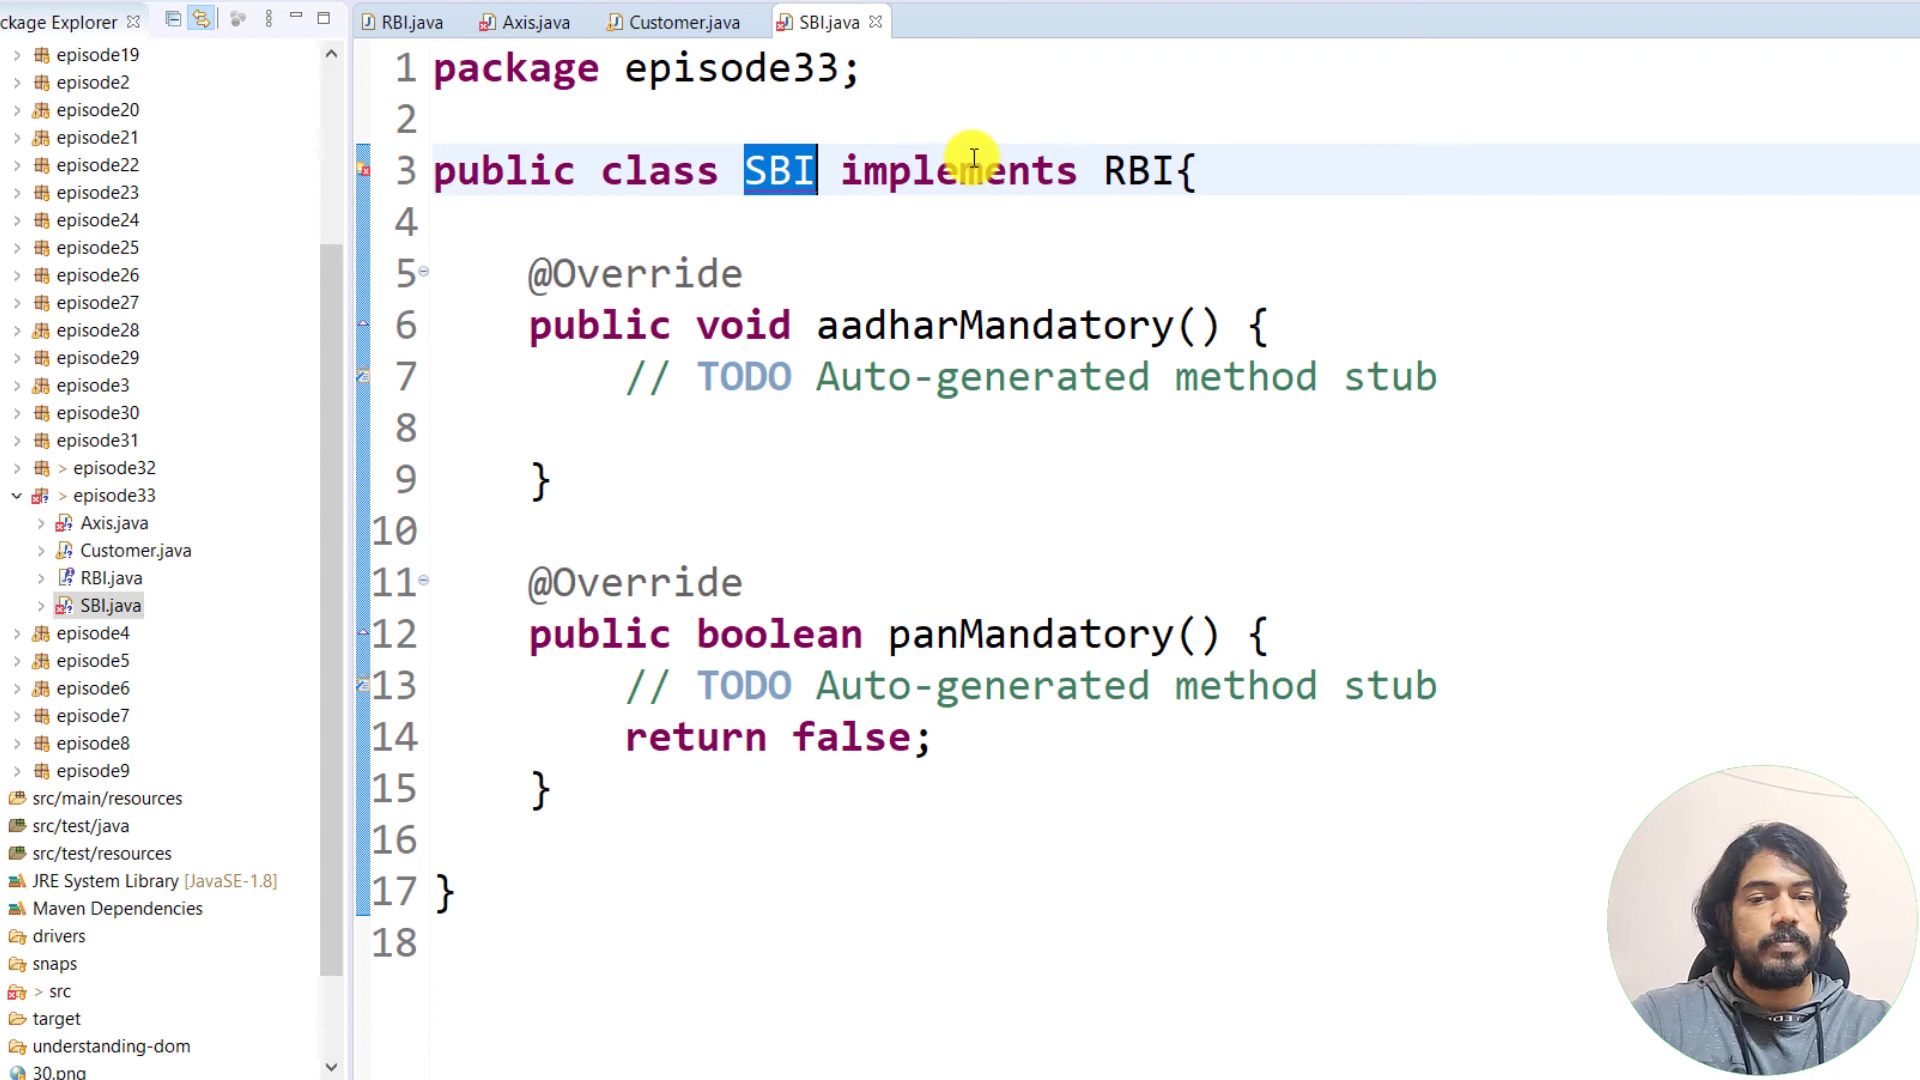 ckage Explorer
RBI.java
Axis.java
Customer.java
SBI.java
episode19
episode2
episode20
episode21
episode22
episode23
episode24
episode25
episode26
episode27
episode28
episode29
episode3
episode30
episode31
> episode32
> episode33
Axis.java
Customer.java
RBI.java
SBI.java
episode4
episode5
episode6
episode7
episode8
episode9
src/main/resources
src/test/java
src/test/resources
JRE System Library [JavaSE-1.8]
Maven Dependencies
drivers
snaps
> src
target
understanding-dom
30.png
1 package episode33;
2
3 public class SBI implements RBI{
4
5 @Override
6 public void aadharMandatory() {
7 // TODO Auto-generated method stub
8
9 }
10
11 @Override
12 public boolean panMandatory() {
13 // TODO Auto-generated method stub
14 return false;
15 }
16
17 }
18